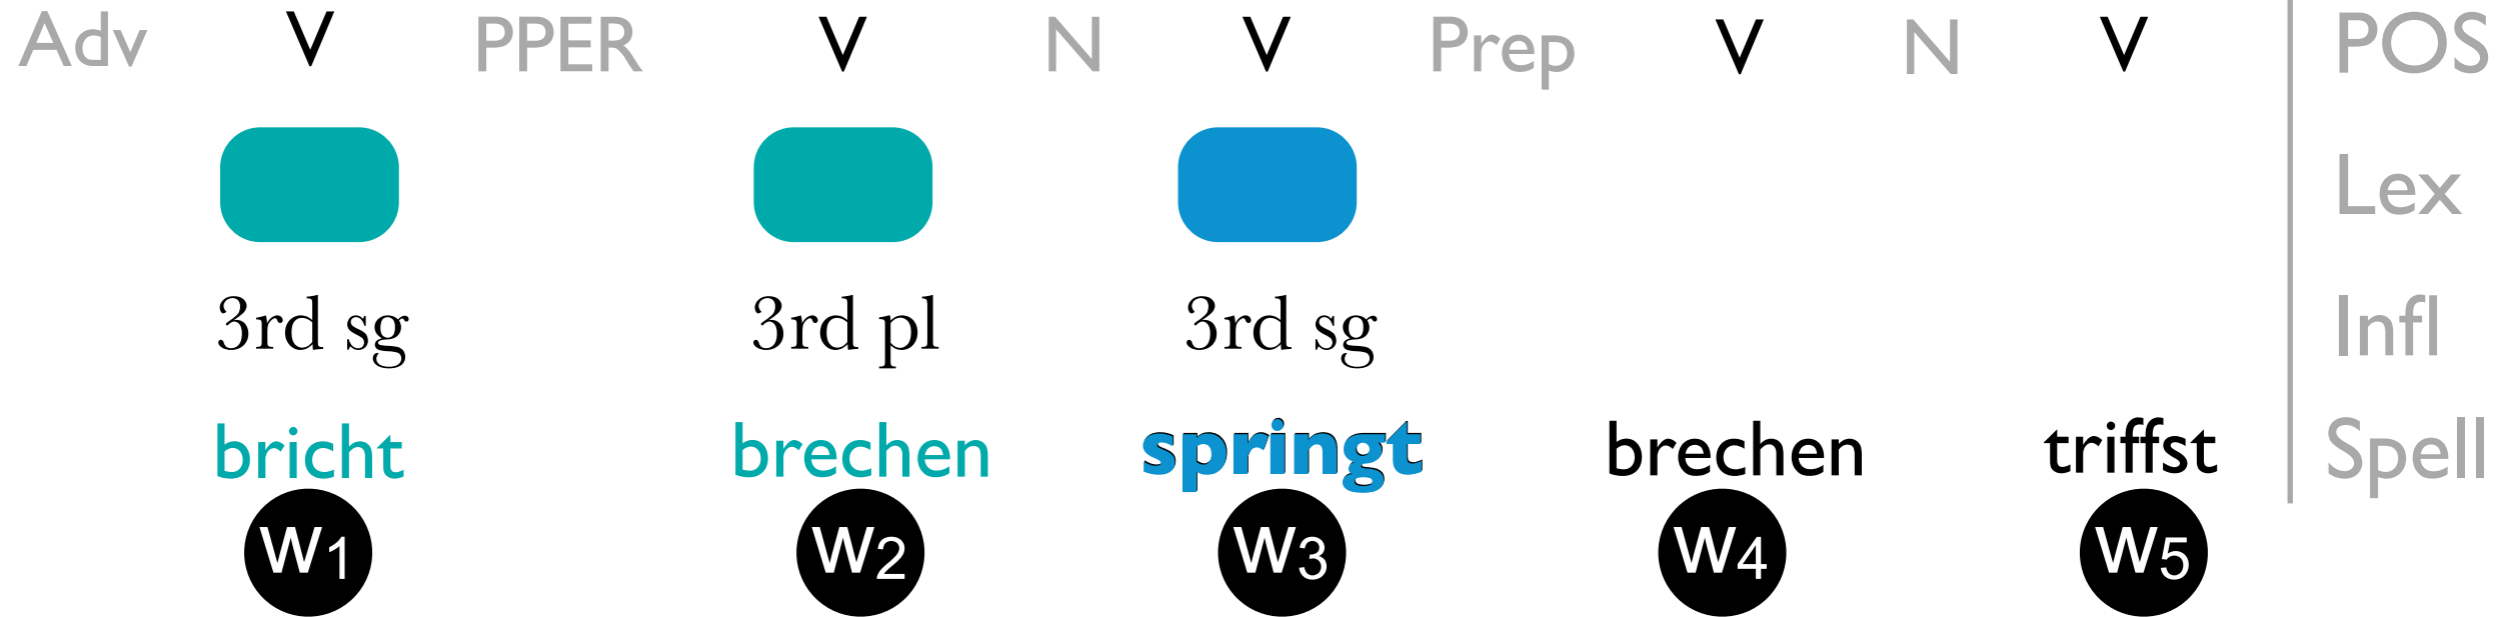 Adv V PPER V N V Prep V N V POS
Lex
3rd sg 3rd pl 3rd sg Infl
bricht brechen springt brechen triffst Spell
W1 W2 W3 W4 W5